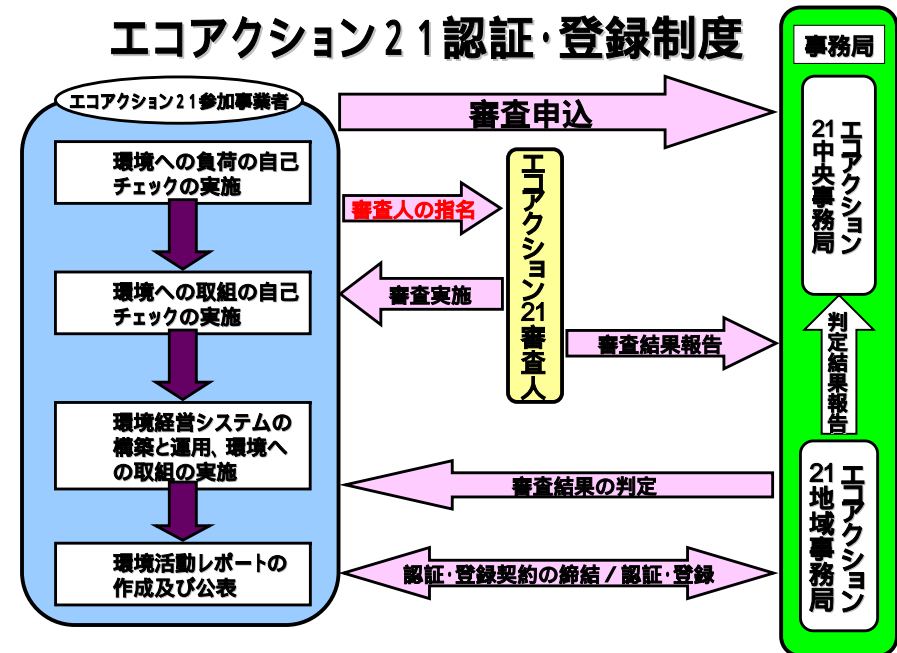 エコアクション２１認証･登録制度
事務局
エコアクション２１参加事業者
審査申込
環境への負荷の自己
チェックの実施
エコアクション
21中央事務局
審査人の指名
エコアクション21審査人
環境への取組の自己
チェックの実施
審査実施
審査結果報告
判定結果報告
環境経営システムの
構築と運用、環境へ
の取組の実施
審査結果の判定
エコアクション
21地域事務局
環境活動レポートの
作成及び公表
認証･登録契約の締結 / 認証･登録